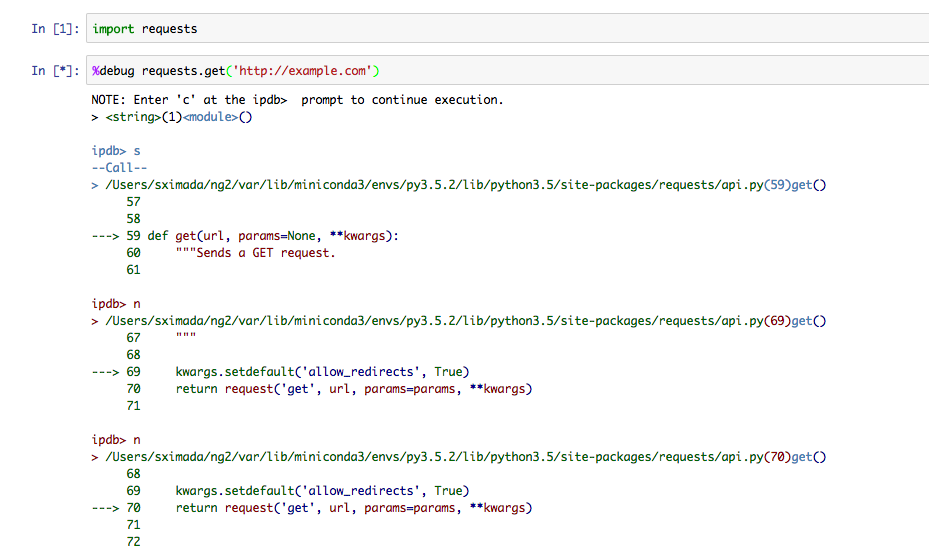 In [1]: import requests
In [*]: %debug requests.get('http://example.com')
NOTE: Enter 'c' at the ipdb>  prompt to continue execution.
> <string>(1)<module>()
ipdb> s
--Call--
> /Users/sximada/ng2/var/lib/miniconda3/envs/py3.5.2/lib/python3.5/site-packages/requests/api.py(59)get()
     57
     58
---> 59 def get(url, params=None, **kwargs):
     60     """Sends a GET request.
     61
ipdb> n
> /Users/sximada/ng2/var/lib/miniconda3/envs/py3.5.2/lib/python3.5/site-packages/requests/api.py(69)get()
     67     """
     68
---> 69     kwargs.setdefault('allow_redirects', True)
     70     return request('get', url, params=params, **kwargs)
     71
ipdb> n
> /Users/sximada/ng2/var/lib/miniconda3/envs/py3.5.2/lib/python3.5/site-packages/requests/api.py(70)get()
     68
     69     kwargs.setdefault('allow_redirects', True)
---> 70     return request('get', url, params=params, **kwargs)
     71
     72